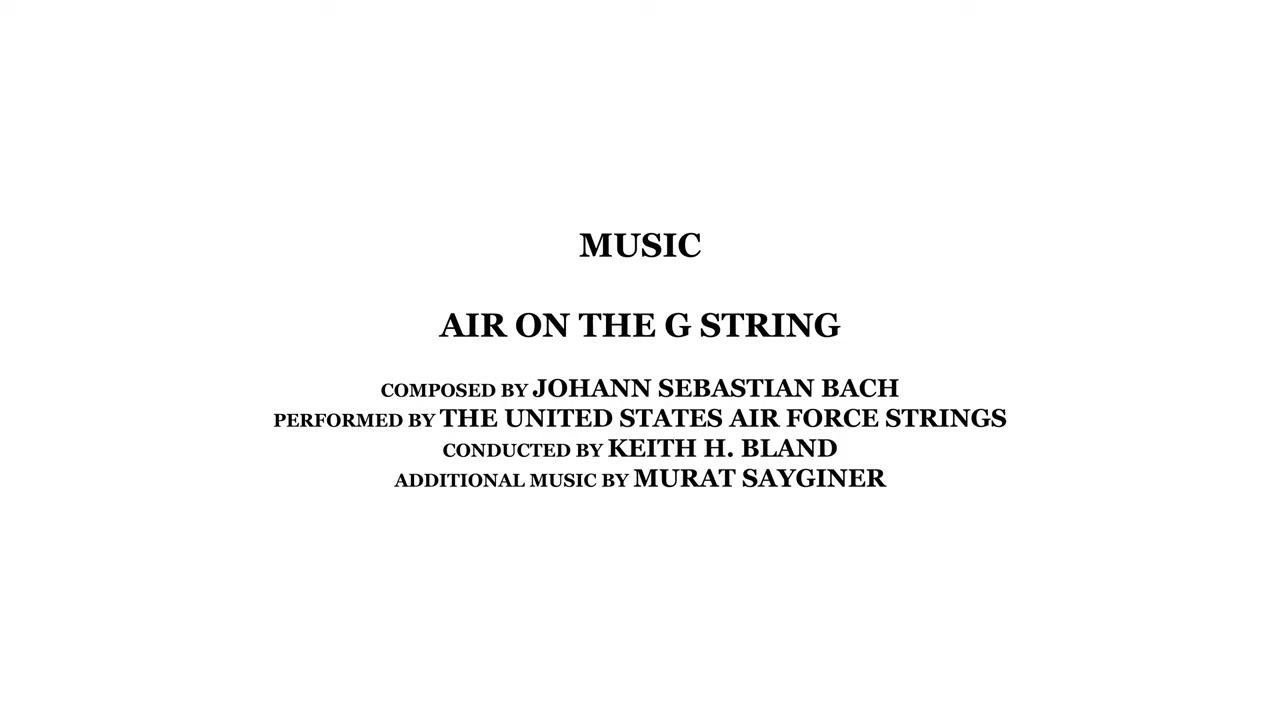 MUSIC
AIR ON THE G STRING
COMPOSED BY JOHANN SEBASTIAN BACH
PERFORMED BY THE UNITED STATES AIR FORCE STRINGS
CONDUCTED BY KEITH H. BLAND
ADDITIONAL MUSIC BY MURAT SAYGINER